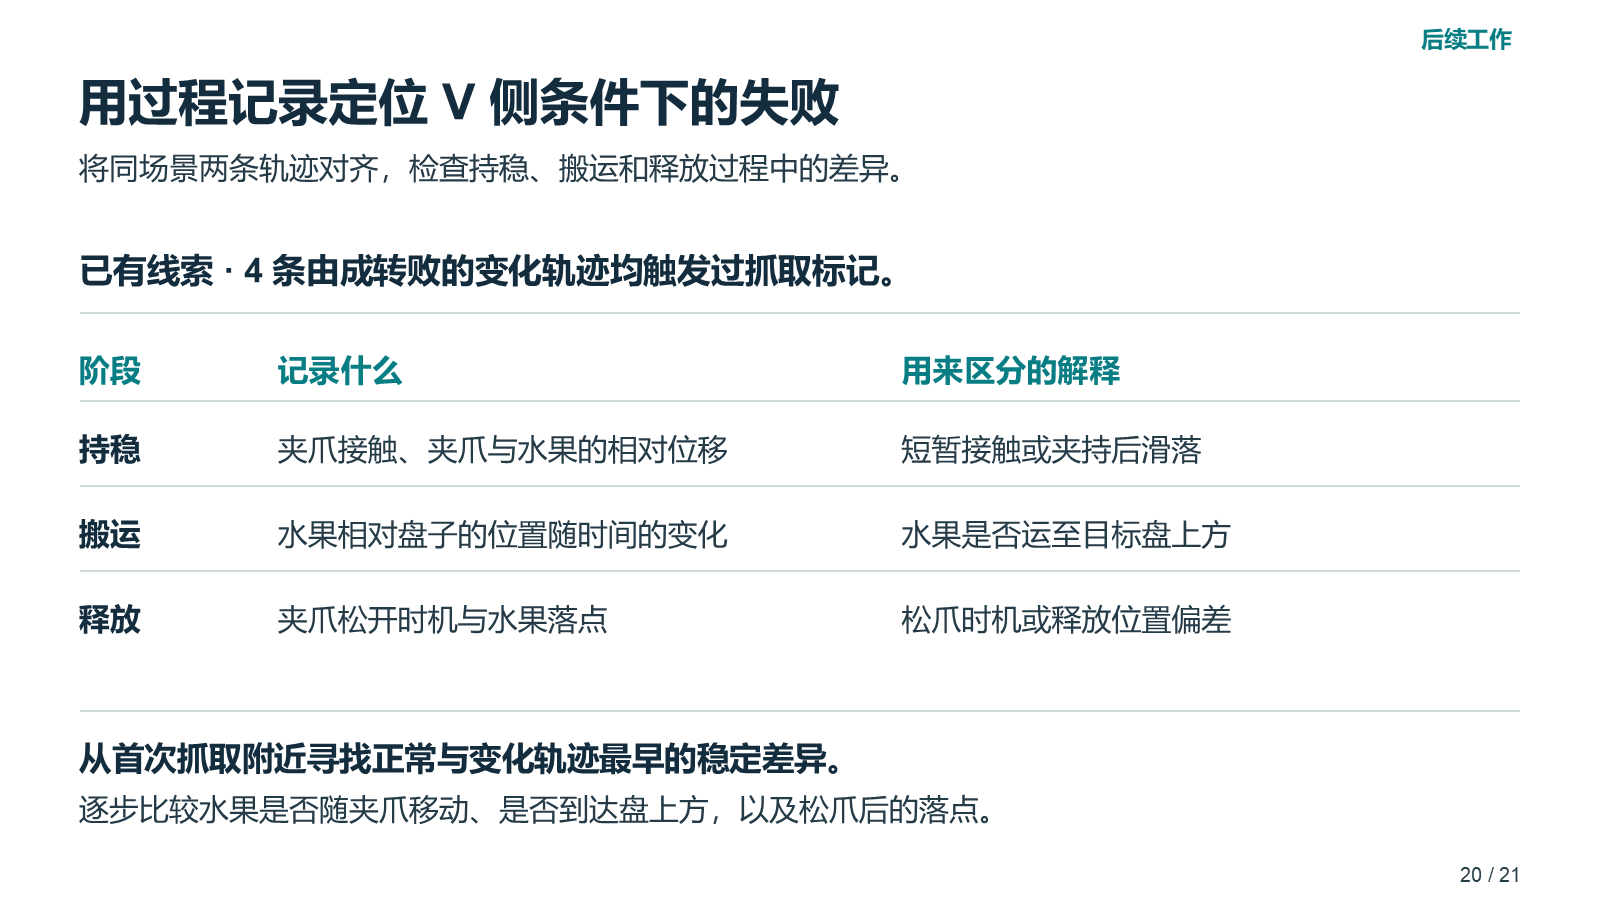 后续工作
用过程记录定位 V 侧条件下的失败
将同场景两条轨迹对齐，检查持稳、搬运和释放过程中的差异。
已有线索 · 4 条由成转败的变化轨迹均触发过抓取标记。
阶段 记录什么 用来区分的解释
持稳 夹爪接触、夹爪与水果的相对位移 短暂接触或夹持后滑落
搬运 水果相对盘子的位置随时间的变化 水果是否运至目标盘上方
释放 夹爪松开时机与水果落点 松爪时机或释放位置偏差
从首次抓取附近寻找正常与变化轨迹最早的稳定差异。
逐步比较水果是否随夹爪移动、是否到达盘上方，以及松爪后的落点。
20 / 21